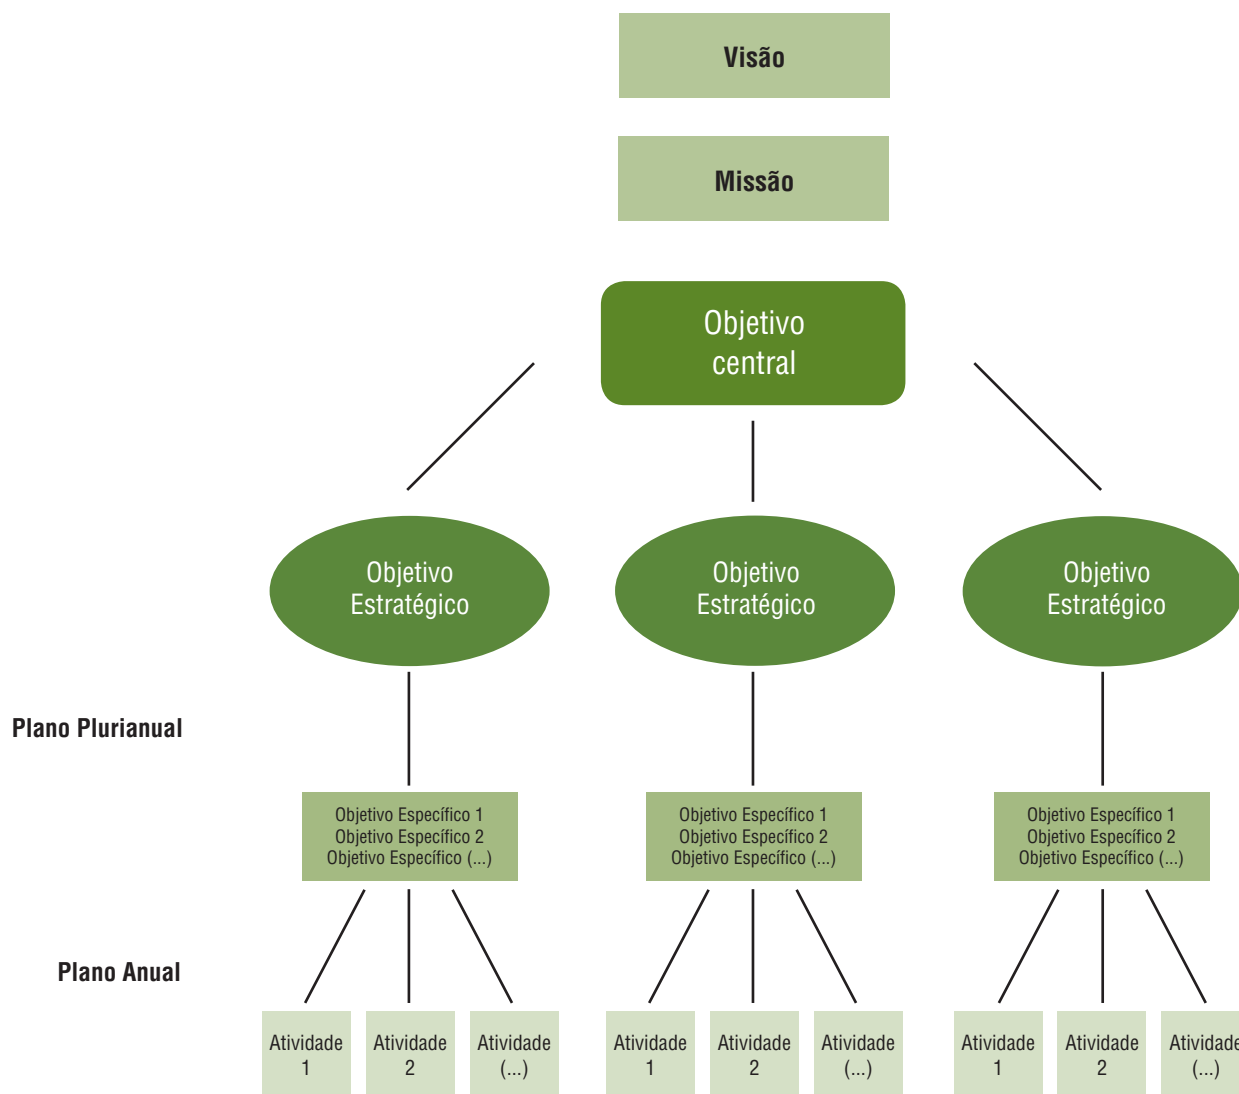 Visão
Missão
Objetivo
central
Objetivo
Estratégico
Objetivo
Estratégico
Objetivo
Estratégico
Plano Plurianual
Objetivo Específico 1
Objetivo Específico 2
Objetivo Específico (...)
Objetivo Específico 1
Objetivo Específico 2
Objetivo Específico (...)
Objetivo Específico 1
Objetivo Específico 2
Objetivo Específico (...)
Plano Anual
Atividade
1
Atividade
2
Atividade
(...)
Atividade
1
Atividade
2
Atividade
(...)
Atividade
1
Atividade
2
Atividade
(...)